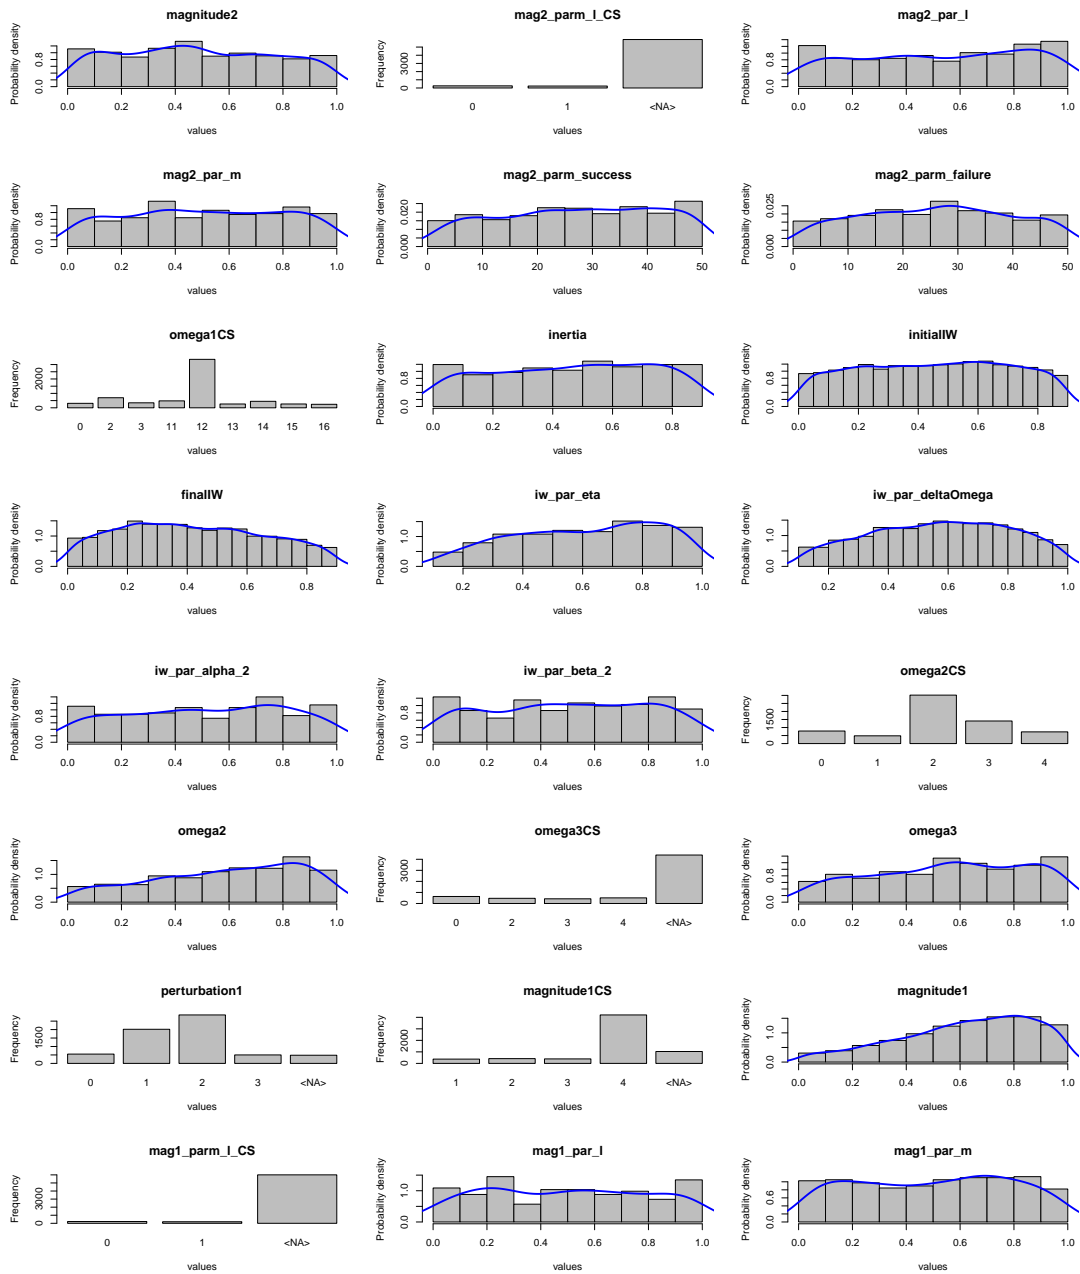 magnitude2
Probability density
0.0 0.8
0.0 0.2 0.4 0.6 0.8 1.0
values
mag2_parm_l_CS
Frequency
0 3000
0 1 <NA>
values
mag2_par_l
Probability density
0.0 0.8
0.0 0.2 0.4 0.6 0.8 1.0
values
mag2_par_m
Probability density
0.0 0.8
0.0 0.2 0.4 0.6 0.8 1.0
values
mag2_parm_success
Probability density
0.000 0.020
0 10 20 30 40 50
values
mag2_parm_failure
Probability density
0.000 0.025
0 10 20 30 40 50
values
omega1CS
Frequency
0 2000
0 2 3 11 12 13 14 15 16
values
inertia
Probability density
0.0 0.8
0.0 0.2 0.4 0.6 0.8
values
initialIW
Probability density
0.0 0.8
0.0 0.2 0.4 0.6 0.8
values
finalIW
Probability density
0.0 1.0
0.0 0.2 0.4 0.6 0.8
values
iw_par_eta
Probability density
0.0 1.0
0.2 0.4 0.6 0.8 1.0
values
iw_par_deltaOmega
Probability density
0.0 1.0
0.2 0.4 0.6 0.8 1.0
values
iw_par_alpha_2
Probability density
0.0 0.8
0.0 0.2 0.4 0.6 0.8 1.0
values
iw_par_beta_2
Probability density
0.0 0.8
0.0 0.2 0.4 0.6 0.8 1.0
values
omega2CS
Frequency
0 1500
0 1 2 3 4
values
omega2
Probability density
0.0 1.0
0.0 0.2 0.4 0.6 0.8 1.0
values
omega3CS
Frequency
0 3000
0 2 3 4 <NA>
values
omega3
Probability density
0.0 0.8
0.0 0.2 0.4 0.6 0.8 1.0
values
perturbation1
Frequency
0 1500
0 1 2 3 <NA>
values
magnitude1CS
Frequency
0 2000
1 2 3 4 <NA>
values
magnitude1
Probability density
0.0 1.0
0.0 0.2 0.4 0.6 0.8 1.0
values
mag1_parm_l_CS
Frequency
0 3000
0 1 <NA>
values
mag1_par_l
Probability density
0.0 1.0
0.0 0.2 0.4 0.6 0.8 1.0
values
mag1_par_m
Probability density
0.0 0.6
0.0 0.2 0.4 0.6 0.8 1.0
values